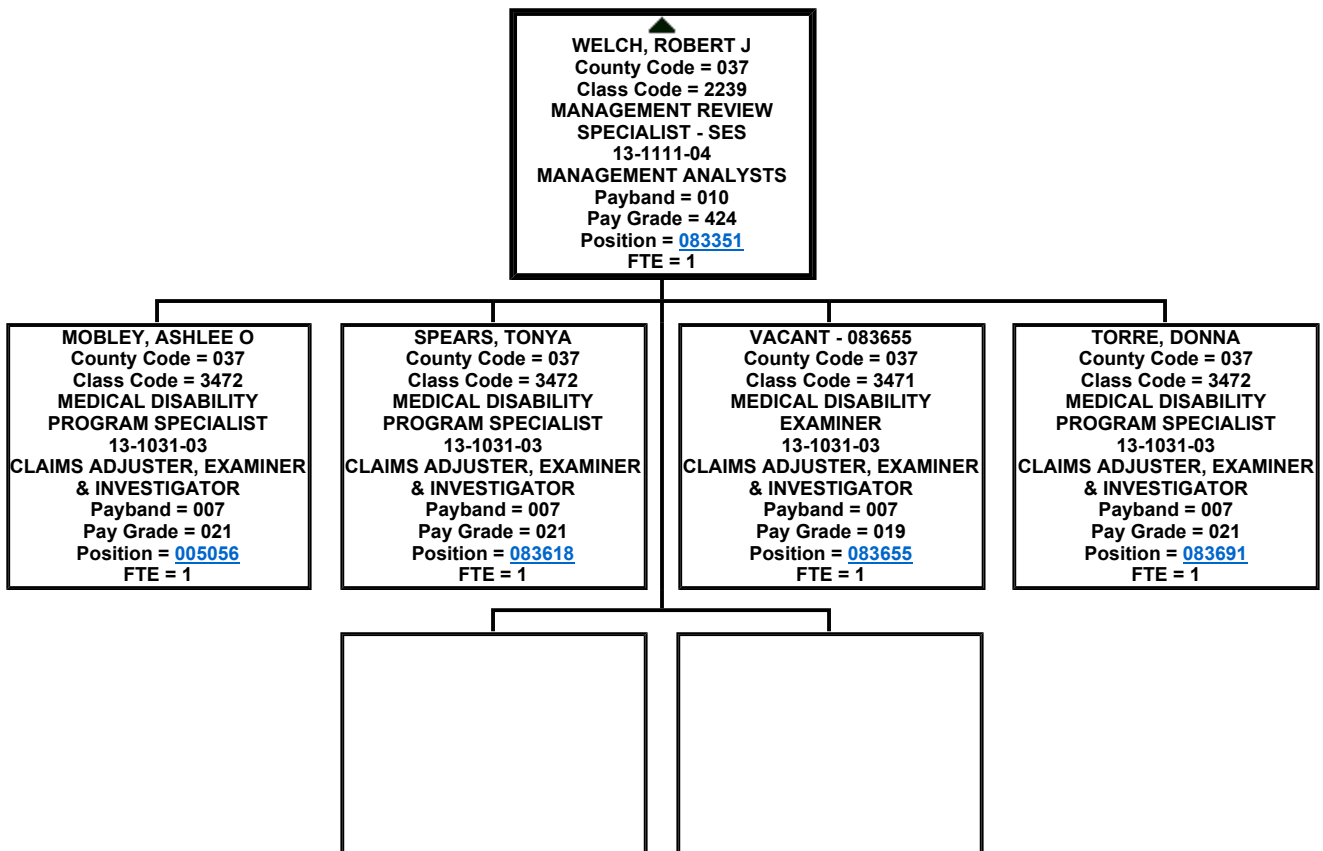 WELCH, ROBERT J
County Code = 037
Class Code = 2239
MANAGEMENT REVIEW
SPECIALIST - SES
13-1111-04
MANAGEMENT ANALYSTS
Payband = 010
Pay Grade = 424
Position = 083351
FTE = 1
MOBLEY, ASHLEE O
County Code = 037
Class Code = 3472
MEDICAL DISABILITY
PROGRAM SPECIALIST
13-1031-03
CLAIMS ADJUSTER, EXAMINER
& INVESTIGATOR
Payband = 007
Pay Grade = 021
Position = 005056
FTE = 1
SPEARS, TONYA
County Code = 037
Class Code = 3472
MEDICAL DISABILITY
PROGRAM SPECIALIST
13-1031-03
CLAIMS ADJUSTER, EXAMINER
& INVESTIGATOR
Payband = 007
Pay Grade = 021
Position = 083618
FTE = 1
VACANT - 083655
County Code = 037
Class Code = 3471
MEDICAL DISABILITY
EXAMINER
13-1031-03
CLAIMS ADJUSTER, EXAMINER
& INVESTIGATOR
Payband = 007
Pay Grade = 019
Position = 083655
FTE = 1
TORRE, DONNA
County Code = 037
Class Code = 3472
MEDICAL DISABILITY
PROGRAM SPECIALIST
13-1031-03
CLAIMS ADJUSTER, EXAMINER
& INVESTIGATOR
Payband = 007
Pay Grade = 021
Position = 083691
FTE = 1